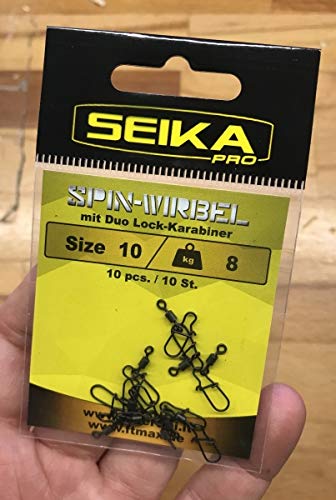 SEIKA
PRO
SPIN-WIRBEL
mit Duo Lock-Karabiner
Size 10 kg 8
10 pcs. / 10 St.